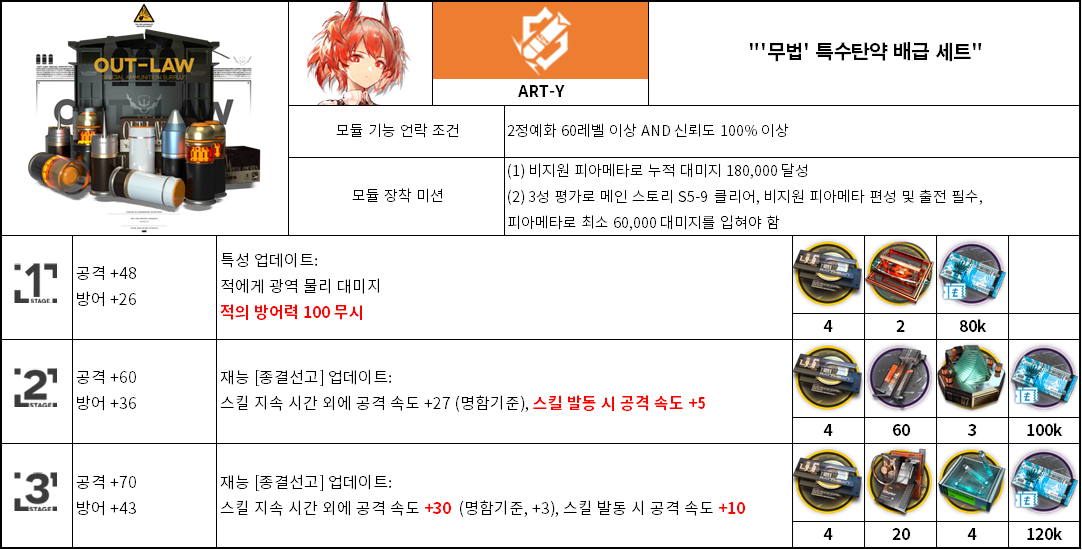 OUT-LAW
SPECIAL AMMUNITION SUPPLY
OUT-LAW
ART-Y
"'무법' 특수탄약 배급 세트"
모듈 기능 언락 조건
2정예화 60레벨 이상 AND 신뢰도 100% 이상
모듈 장착 미션
(1) 비지원 피아메타로 누적 대미지 180,000 달성
(2) 3성 평가로 메인 스토리 S5-9 클리어, 비지원 피아메타 편성 및 출전 필수,
피아메타로 최소 60,000 대미지를 입혀야 함
1
STAGE
공격 +48
방어 +26
특성 업데이트:
적에게 광역 물리 대미지
적의 방어력 100 무시
4
2
80k
2
STAGE
공격 +60
방어 +36
재능 [종결선고] 업데이트:
스킬 지속 시간 외에 공격 속도 +27 (명함기준), 스킬 발동 시 공격 속도 +5
4
60
3
100k
3
STAGE
공격 +70
방어 +43
재능 [종결선고] 업데이트:
스킬 지속 시간 외에 공격 속도 +30 (명함기준, +3), 스킬 발동 시 공격 속도 +10
4
20
4
120k